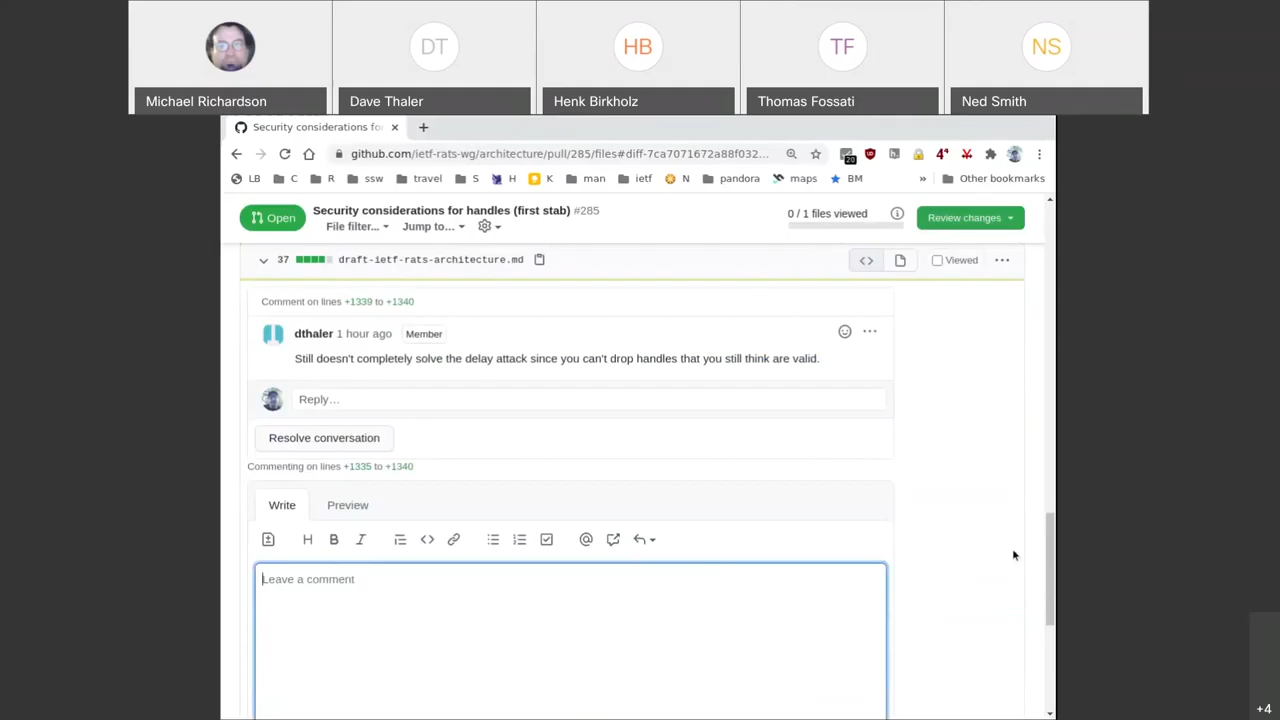 DT
HB
TF
NS
Michael Richardson
Dave Thaler
Henk Birkholz
Thomas Fossati
Ned Smith
Security considerations fo
github.com/ietf-rats-wg/architecture/pull/285/files#diff-7ca7071672a88f032...
20
4
LB C R ssw travel S H K man ietf N pandora maps BM » Other bookmarks
Open
Security considerations for handles (first stab) #285
File filter... Jump to...
0 / 1 files viewed
Review changes
37 draft-ietf-rats-architecture.md
Viewed
Comment on lines +1339 to +1340
dthaler 1 hour ago Member
Still doesn't completely solve the delay attack since you can't drop handles that you still think are valid.
Reply...
Resolve conversation
Commenting on lines +1335 to +1340
Write Preview
H B I
Leave a comment
+4